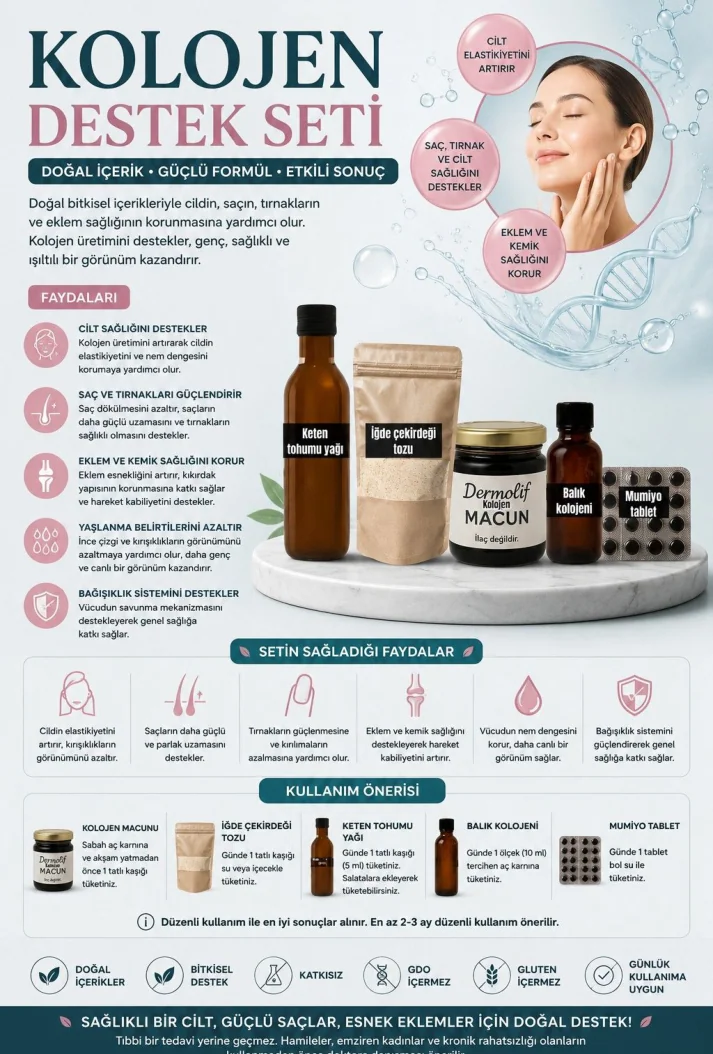 KOLOJEN
DESTEK SETİ
DOĞAL İÇERİK • GÜÇLÜ FORMÜL • ETKİLİ SONUÇ
Doğal bitkisel içerikleriyle cildin, saçın, tırnakların
ve eklem sağlığının korunmasına yardımcı olur.
Kolojen üretimini destekler, genç, sağlıklı ve
ışıltılı bir görünüm kazandırır.
CİLT
ELASTİKİYETİNİ
ARTIRIR
SAÇ, TIRNAK
VE CİLT
SAĞLIĞINI
DESTEKLER
EKLEM VE
KEMİK
SAĞLIĞINI
KORUR
FAYDALARI
CİLT SAĞLIĞINI DESTEKLER
Kolojen üretimini artırarak cildin
elastikiyetini ve nem dengesini
korumaya yardımcı olur.
SAÇ VE TIRNAKLARI GÜÇLENDİRİR
Saç dökülmesini azaltır, saçların
daha güçlü uzamasını ve tırnakların
sağlıklı olmasını destekler.
EKLEM VE KEMİK SAĞLIĞINI KORUR
Eklem esnekliğini artırır, kıkırdak
yapısının korunmasına katkı sağlar
ve hareket kabiliyetini destekler.
YAŞLANMA BELİRTİLERİNİ AZALTIR
İnce çizgi ve kırışıklıkların görünümünü
azaltmaya yardımcı olur, daha genç
ve canlı bir görünüm kazandırır.
BAĞIŞIKLIK SİSTEMİNİ DESTEKLER
Vücudun savunma mekanizmasını
destekleyerek genel sağlığa
katkı sağlar.
Keten
tohumu yağı
İğde çekirdeği
tozu
Dermolif
Kolojen
MACUN
İlaç değildir.
Balık
kolojeni
Mumiyo
tablet
SETİN SAĞLADIĞI FAYDALAR
Cildin elastikiyetini
artırır, kırışıklıkların
görünümünü azaltır.
Saçların daha güçlü
ve parlak uzamasını
destekler.
Tırnakların güçlenmesine
ve kırılmaların
azalmasına yardımcı olur.
Eklem ve kemik sağlığını
destekleyerek hareket
kabiliyetini artırır.
Vücudun nem dengesini
korur, daha canlı bir
görünüm sağlar.
Bağışıklık sistemini
güçlendirerek genel
sağlığa katkı sağlar.
KULLANIM ÖNERİSİ
KOLOJEN MACUNU
Sabah aç karnına
ve akşam yatmadan
önce 1 tatlı kaşığı
tüketiniz.
Dermolif
MACUN
İĞDE ÇEKİRDEĞİ
TOZU
Günde 1 tatlı kaşığı
su veya içecekle
tüketiniz.
KETEN TOHUMU
YAĞI
Günde 1 tatlı kaşığı
(5 ml) tüketiniz.
Salatalara ekleyerek
tüketebilirsiniz.
BALIK KOLOJENİ
Günde 1 ölçek (10 ml)
tercihen aç karnına
tüketiniz.
MUMİYO TABLET
Günde 1 tablet
bol su ile
tüketiniz.
Düzenli kullanım ile en iyi sonuçlar alınır. En az 2-3 ay düzenli kullanım önerilir.
DOĞAL
İÇERİKLER
BİTKİSEL
DESTEK
KATKISIZ
GDO
İÇERMEZ
GLUTEN
İÇERMEZ
GÜNLÜK
KULLANIMA
UYGUN
SAĞLIKLI BİR CİLT, GÜÇLÜ SAÇLAR, ESNEK EKLEMLER İÇİN DOĞAL DESTEK!
Tıbbi bir tedavi yerine geçmez. Hamileler, emziren kadınlar ve kronik rahatsızlığı olanların